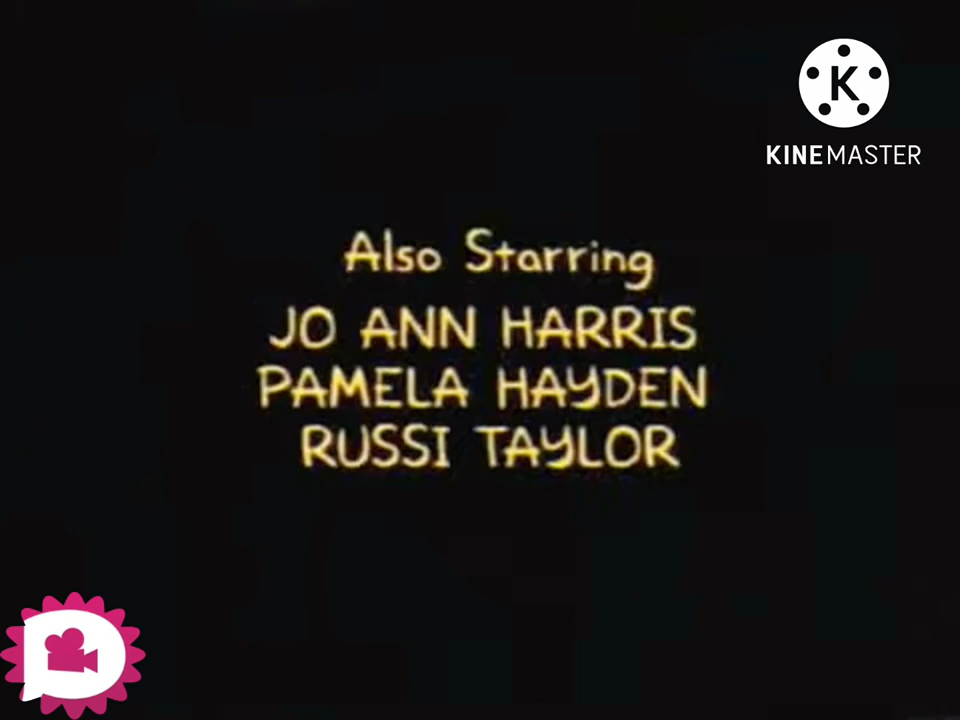 K
KINEMASTER
Also Starring
JO ANN HARRIS
PAMELA HAYDEN
RUSSI TAYLOR